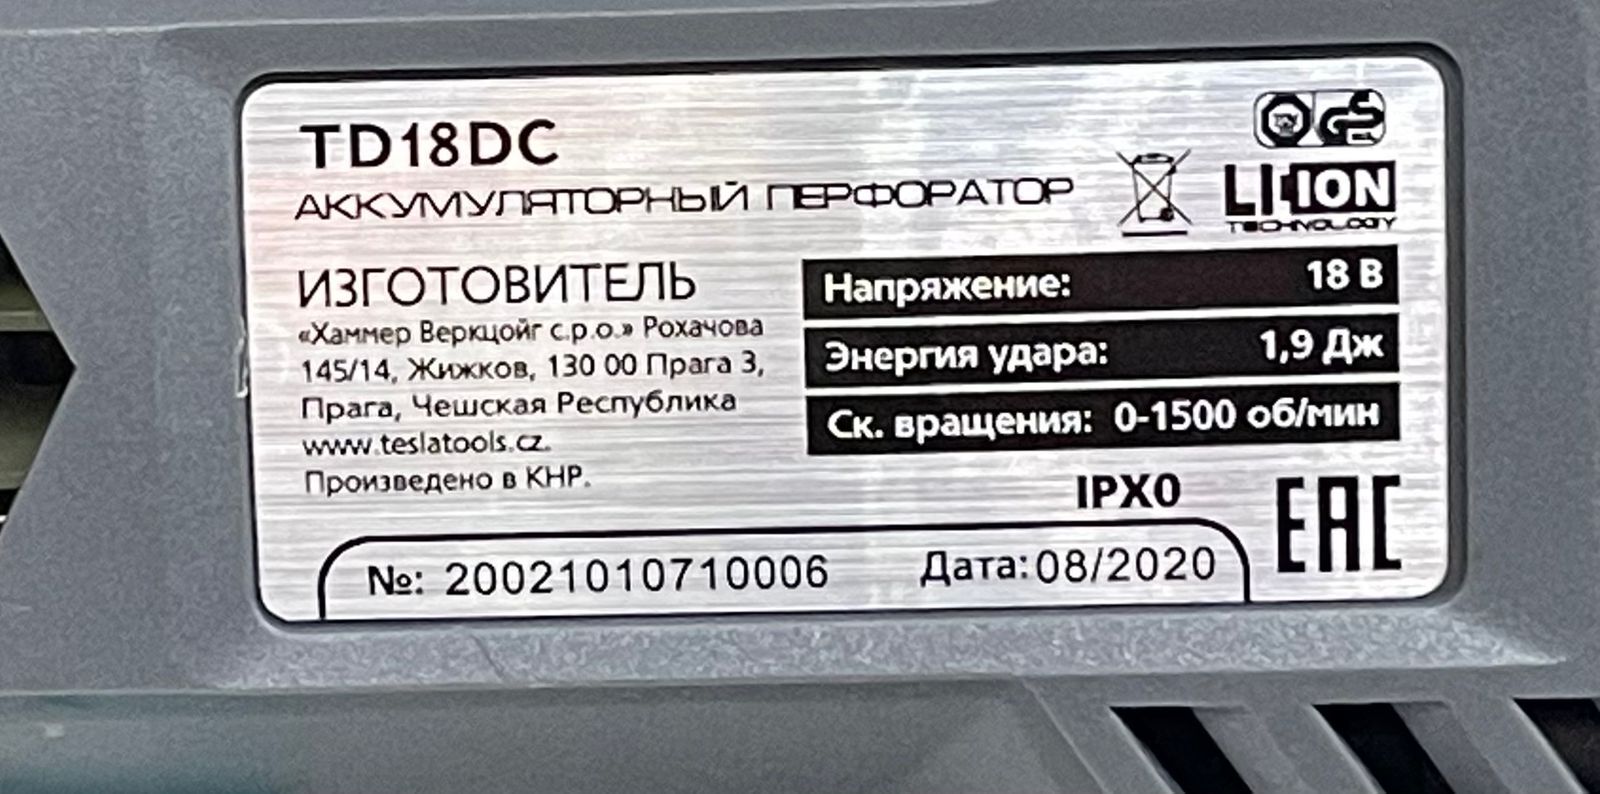 TD18DC
АККУМУЛЯТОРНЫЙ ПЕРФОРАТОР
LI-ION
TECHNOLOGY
ИЗГОТОВИТЕЛЬ
«Хаммер Веркцойг с.р.о.» Рохачова
145/14, Жижков, 130 00 Прага 3,
Прага, Чешская Республика
www.teslatools.cz.
Произведено в КНР.
Напряжение: 18 В
Энергия удара: 1,9 Дж
Ск. вращения: 0-1500 об/мин
IPX0
EAC
№: 20021010710006 Дата: 08/2020